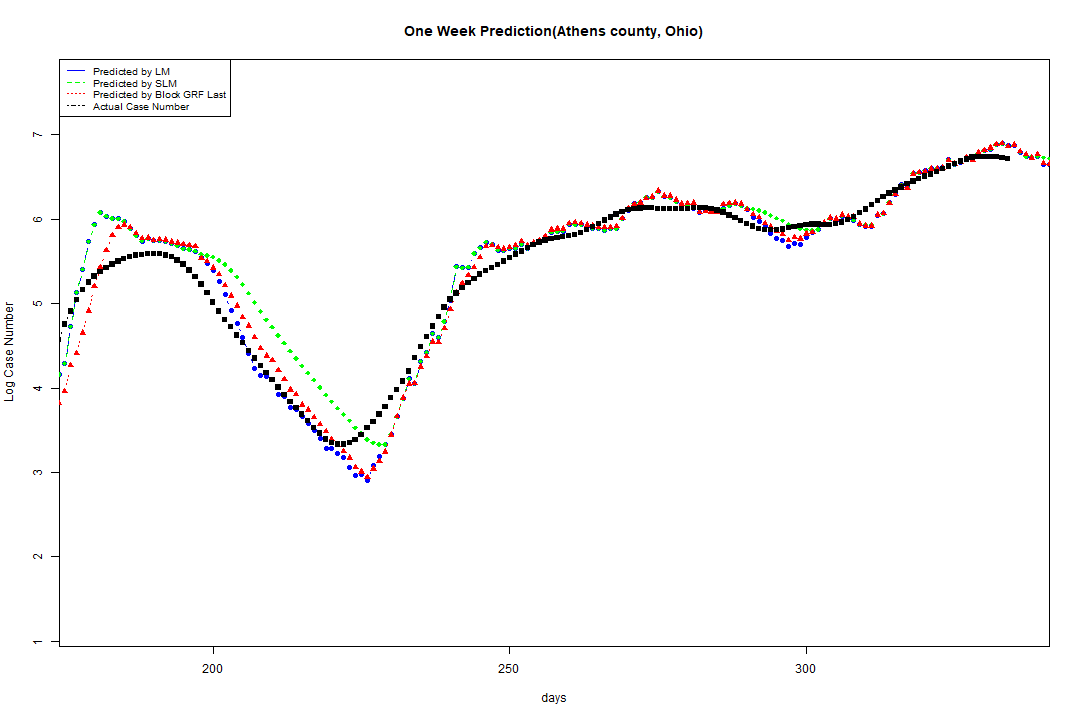 One Week Prediction(Athens county, Ohio)
Predicted by LM
Predicted by SLM
Predicted by Block GRF Last
Actual Case Number
7
6
5
4
3
2
1
Log Case Number
200
250
300
days